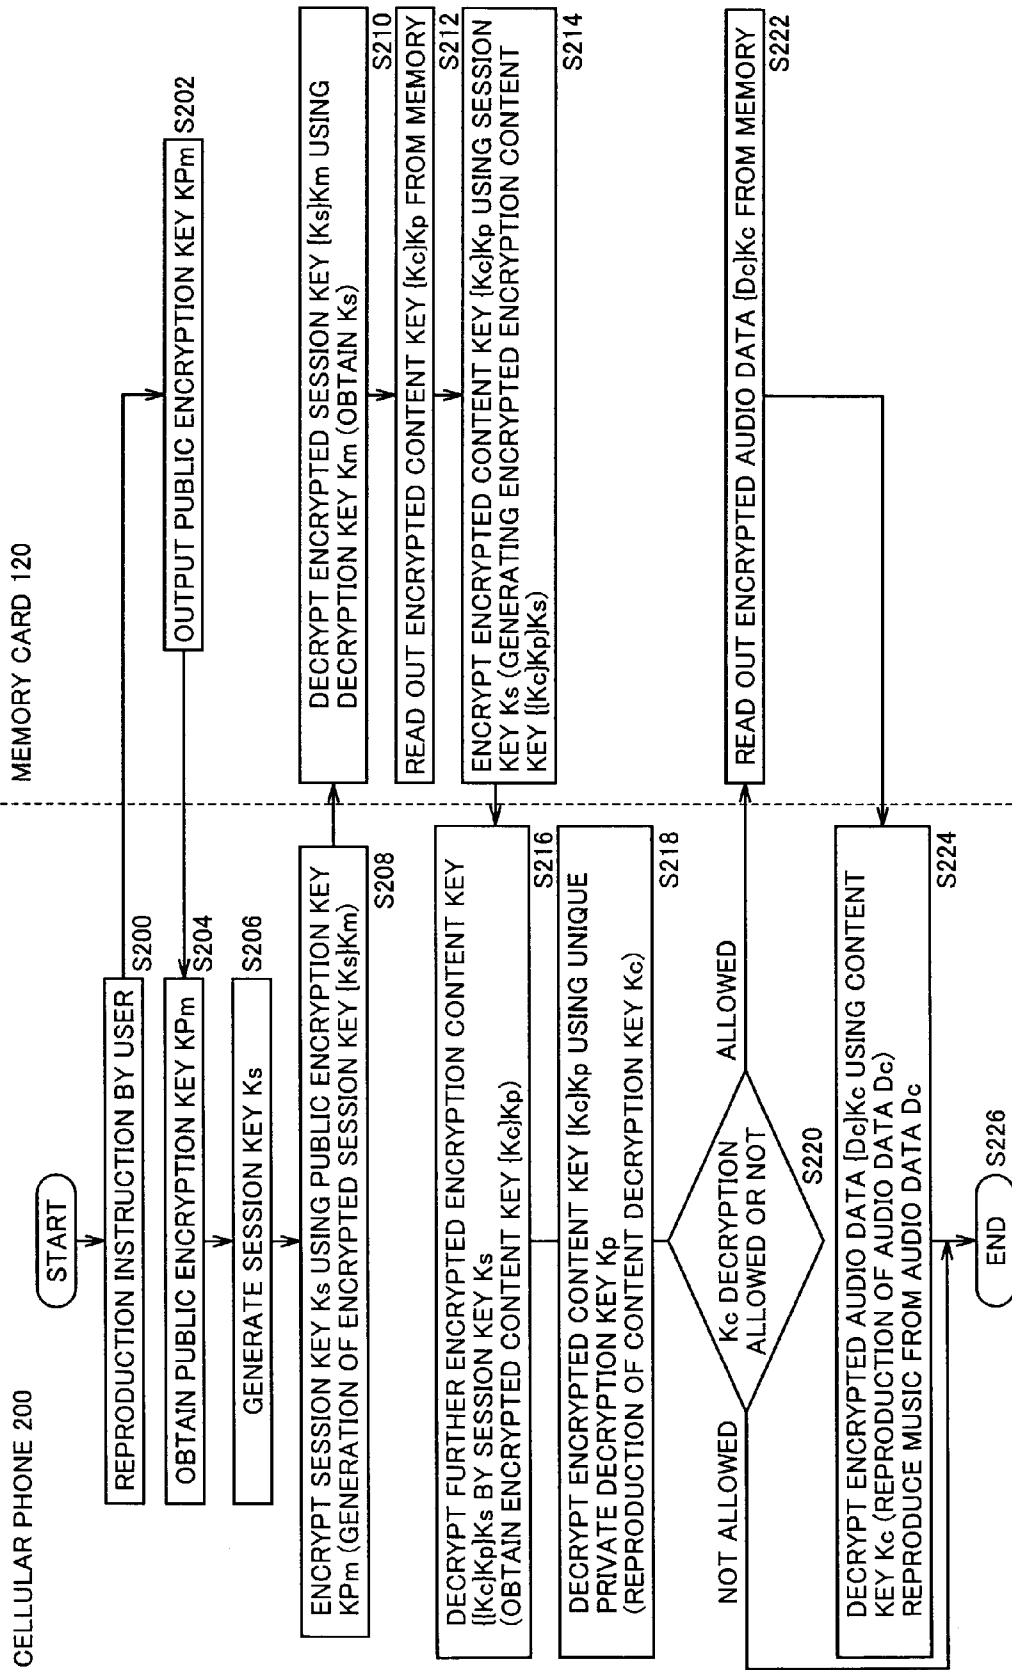 CELLULAR PHONE 200
MEMORY CARD 120
START
REPRODUCTION INSTRUCTION BY USER
S200
OUTPUT PUBLIC ENCRYPTION KEY KPm
S202
OBTAIN PUBLIC ENCRYPTION KEY KPm
S204
GENERATE SESSION KEY Ks
S206
ENCRYPT SESSION KEY Ks USING PUBLIC ENCRYPTION KEY
KPm (GENERATION OF ENCRYPTED SESSION KEY {Ks}Km)
S208
DECRYPT ENCRYPTED SESSION KEY {Ks}Km USING
DECRYPTION KEY Km (OBTAIN Ks)
S210
READ OUT ENCRYPTED CONTENT KEY {Kc}Kp FROM MEMORY
S212
ENCRYPT ENCRYPTED CONTENT KEY {Kc}Kp USING SESSION
KEY Ks (GENERATING ENCRYPTED ENCRYPTION CONTENT
KEY {{Kc}Kp}Ks)
S214
DECRYPT FURTHER ENCRYPTED ENCRYPTION CONTENT KEY
{{Kc}Kp}Ks BY SESSION KEY Ks
(OBTAIN ENCRYPTED CONTENT KEY {Kc}Kp)
S216
DECRYPT ENCRYPTED CONTENT KEY {Kc}Kp USING UNIQUE
PRIVATE DECRYPTION KEY Kp
(REPRODUCTION OF CONTENT DECRYPTION KEY Kc)
S218
Kc DECRYPTION
ALLOWED OR NOT
S220
NOT ALLOWED
ALLOWED
READ OUT ENCRYPTED AUDIO DATA {Dc}Kc FROM MEMORY
S222
DECRYPT ENCRYPTED AUDIO DATA {Dc}Kc USING CONTENT
KEY Kc (REPRODUCTION OF AUDIO DATA Dc)
REPRODUCE MUSIC FROM AUDIO DATA Dc
S224
END
S226